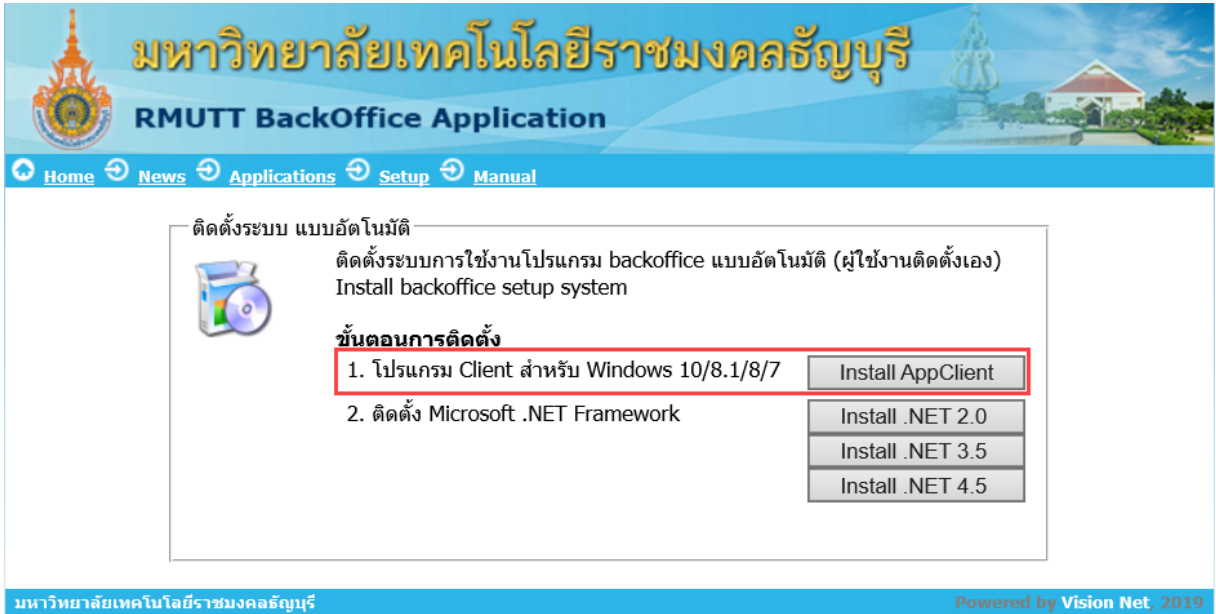 มหาวิทยาลัยเทคโนโลยีราชมงคลธัญบุรี
RMUTT BackOffice Application
Home News Applications Setup Manual
ติดตั้งระบบ แบบอัตโนมัติ
ติดตั้งระบบการใช้งานโปรแกรม backoffice แบบอัตโนมัติ (ผู้ใช้งานติดตั้งเอง)
Install backoffice setup system
ขั้นตอนการติดตั้ง
1. โปรแกรม Client สำหรับ Windows 10/8.1/8/7 Install AppClient
2. ติดตั้ง Microsoft .NET Framework Install .NET 2.0
Install .NET 3.5
Install .NET 4.5
มหาวิทยาลัยเทคโนโลยีราชมงคลธัญบุรี Powered by Vision Net, 2019